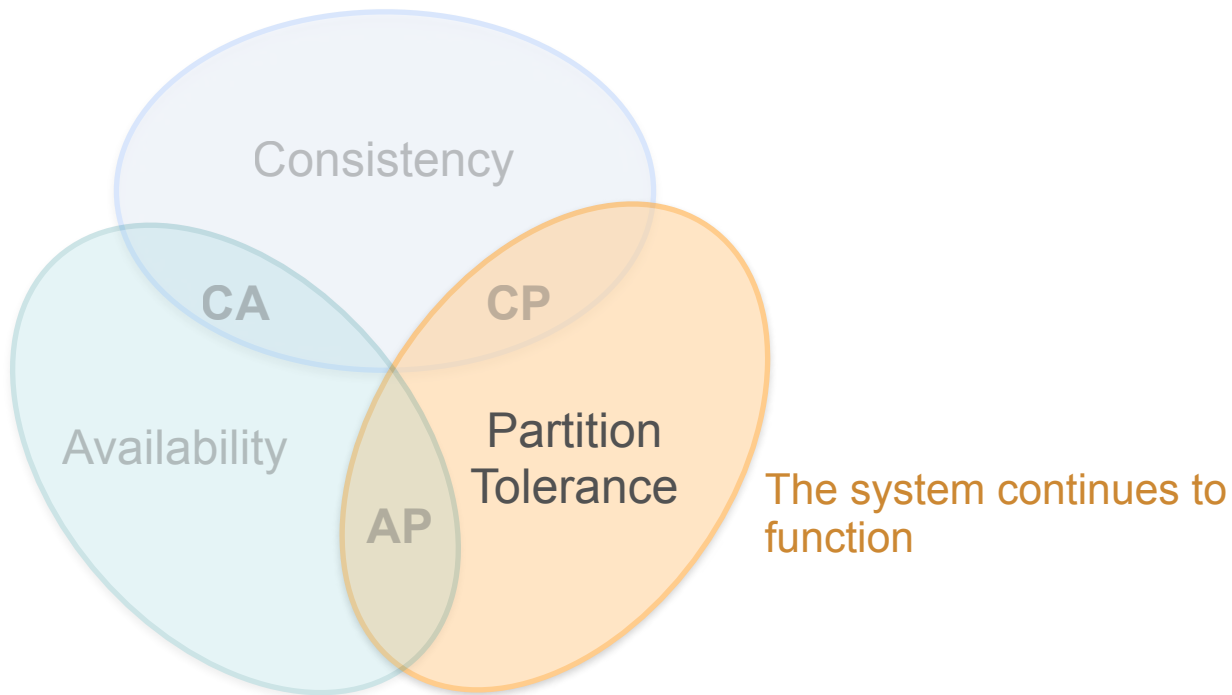 Consistency
CA
CP
Availability
Partition
Tolerance
AP
The system continues to
function